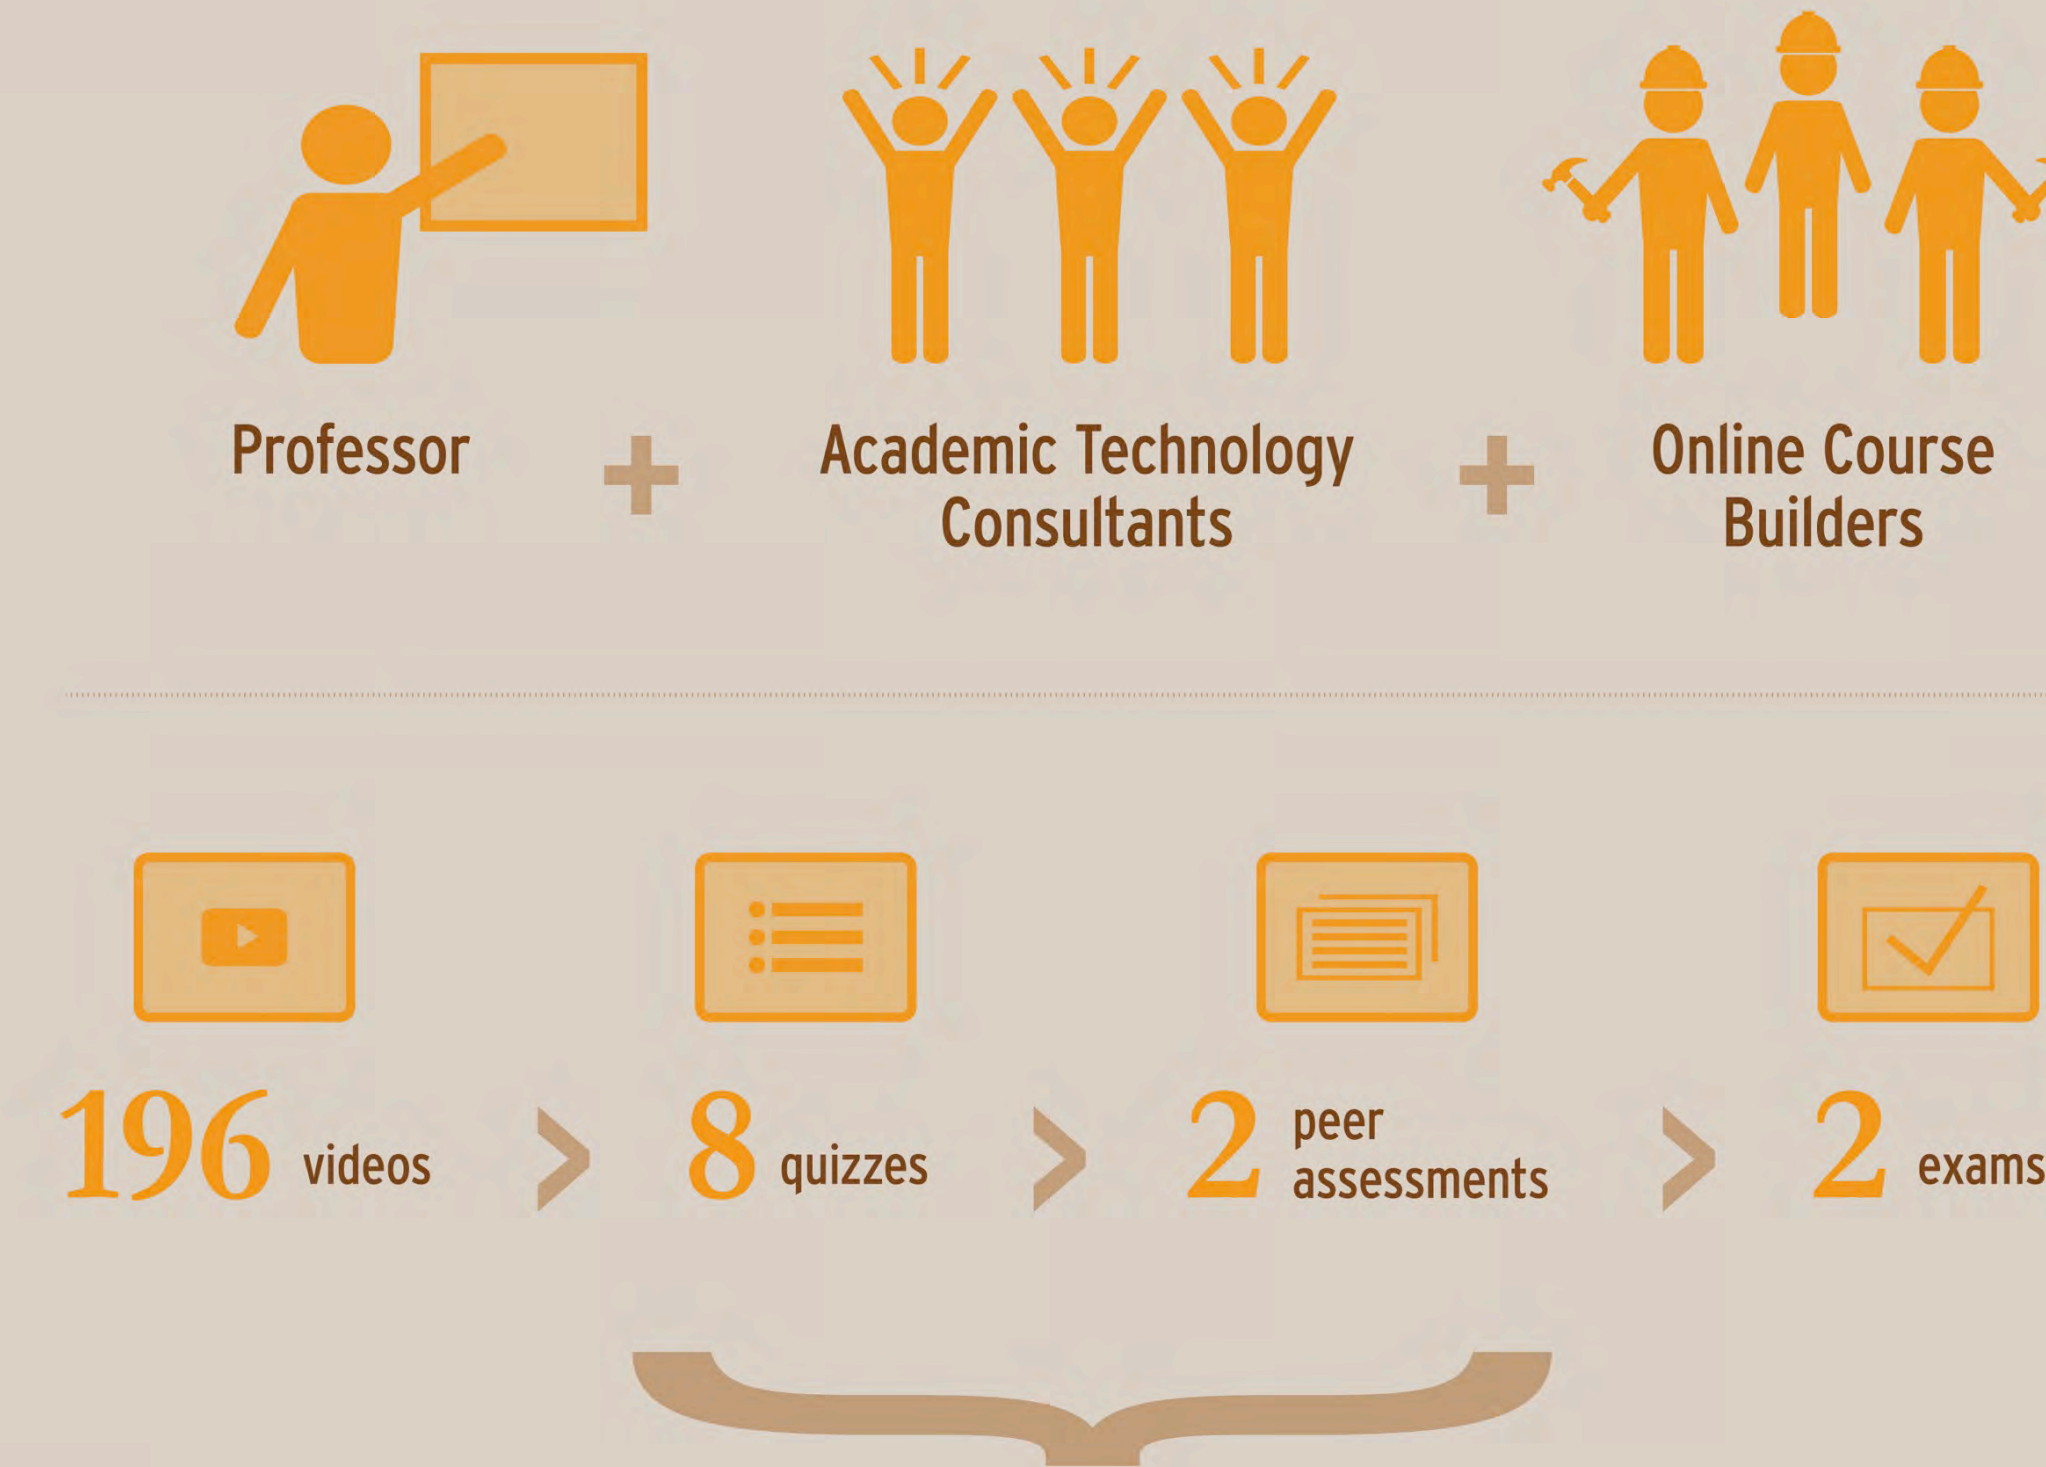 Professor + Academic Technology + Online Course
Consultants Builders
196 videos > 8 quizzes > 2 peer assessments > 2 exams